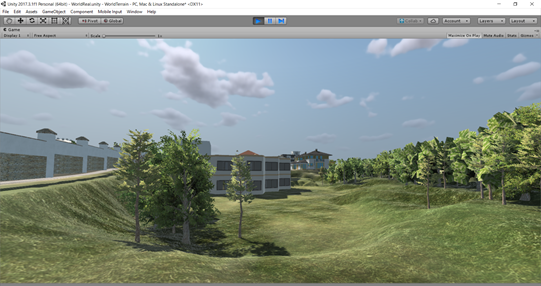 Unity 2017.3.1f1 Personal (64bit) - WorldReal.unity - WorldTerrain - PC, Mac & Linux Standalone* <DX11>
File Edit Assets GameObject Component Mobile Input Window Help
Pivot Global Collab Account Layers Layout
Game
Display 1 Free Aspect Scale 1x Maximize On Play Mute Audio Stats Gizmos